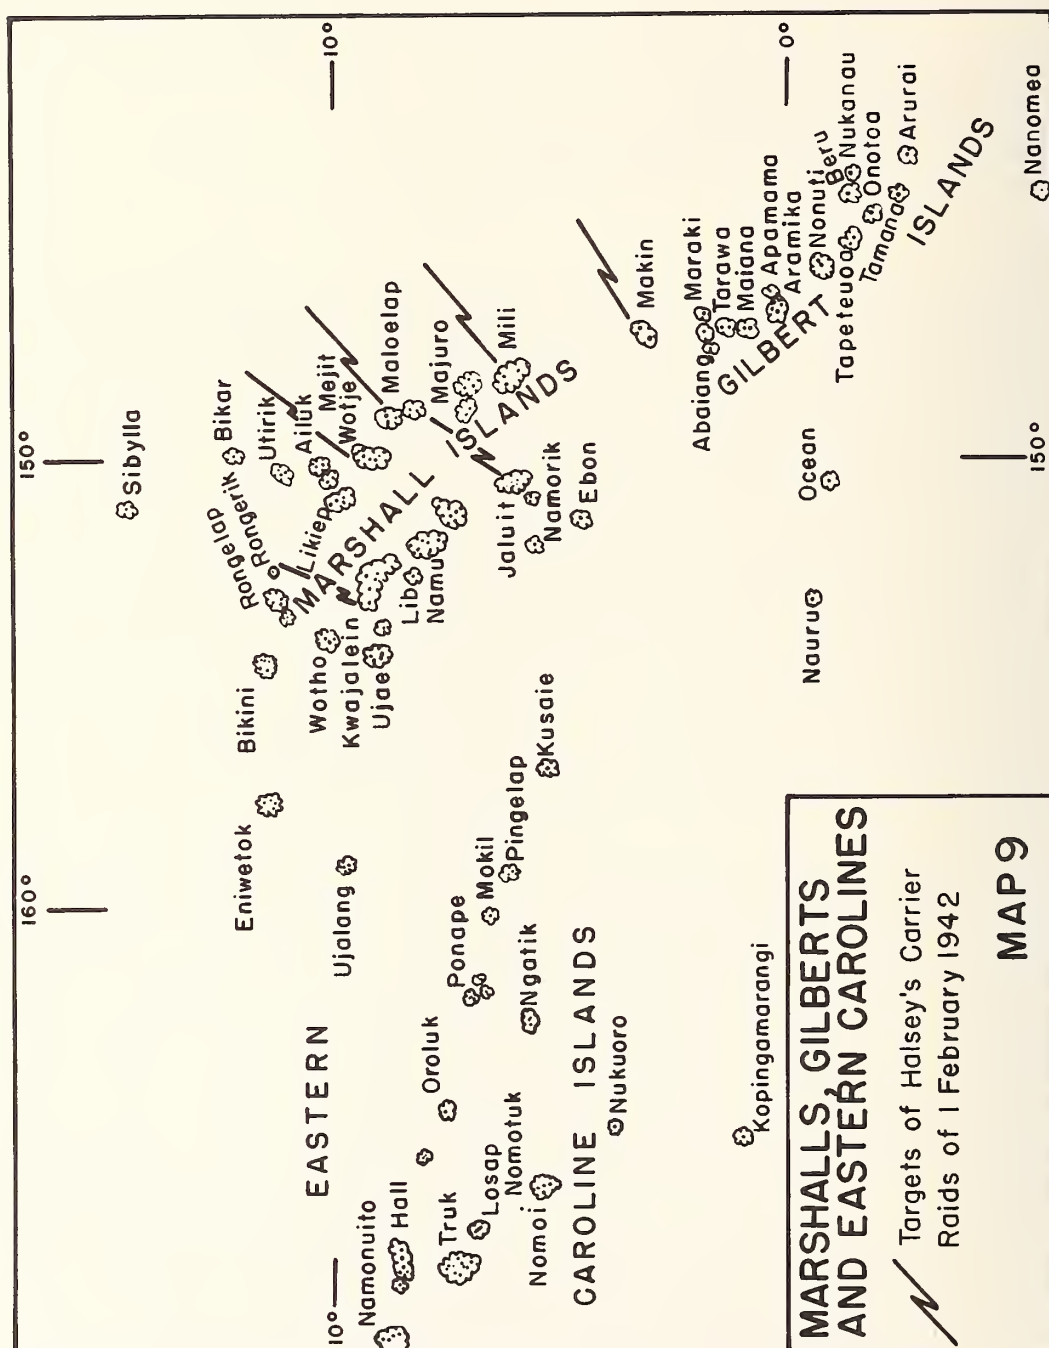 160°
150°
Sibylla
Eniwetok
Bikini
Rongelap
Rongerik
Bikar
Utirik
Ailuk
Mejit
Wotje
Likiep
Wotho
Kwajalein
Ujae
Lib
Namu
Maloelap
Majuro
Mili
MARSHALL ISLANDS
Jaluit
Namorik
Ebon
10°
10°
EASTERN
CAROLINE ISLANDS
Ujalang
Namonuito
Hall
Truk
Losap
Nomotuk
Nomoi
Oroluk
Ponape
Mokil
Pingelap
Ngatik
Kusaie
Nukuoro
Kopingamarangi
Makin
Maraki
Abaiang
Tarawa
Maiana
Apamama
Aramika
Nonuti
Tapeteuoa
Beru
Nukanau
Onotoa
Tamana
Arurai
GILBERT ISLANDS
Nanomea
Nauru
Ocean
0°
150°
MARSHALLS, GILBERTS
AND EASTERN CAROLINES
Targets of Halsey's Carrier
Raids of 1 February 1942
MAP 9